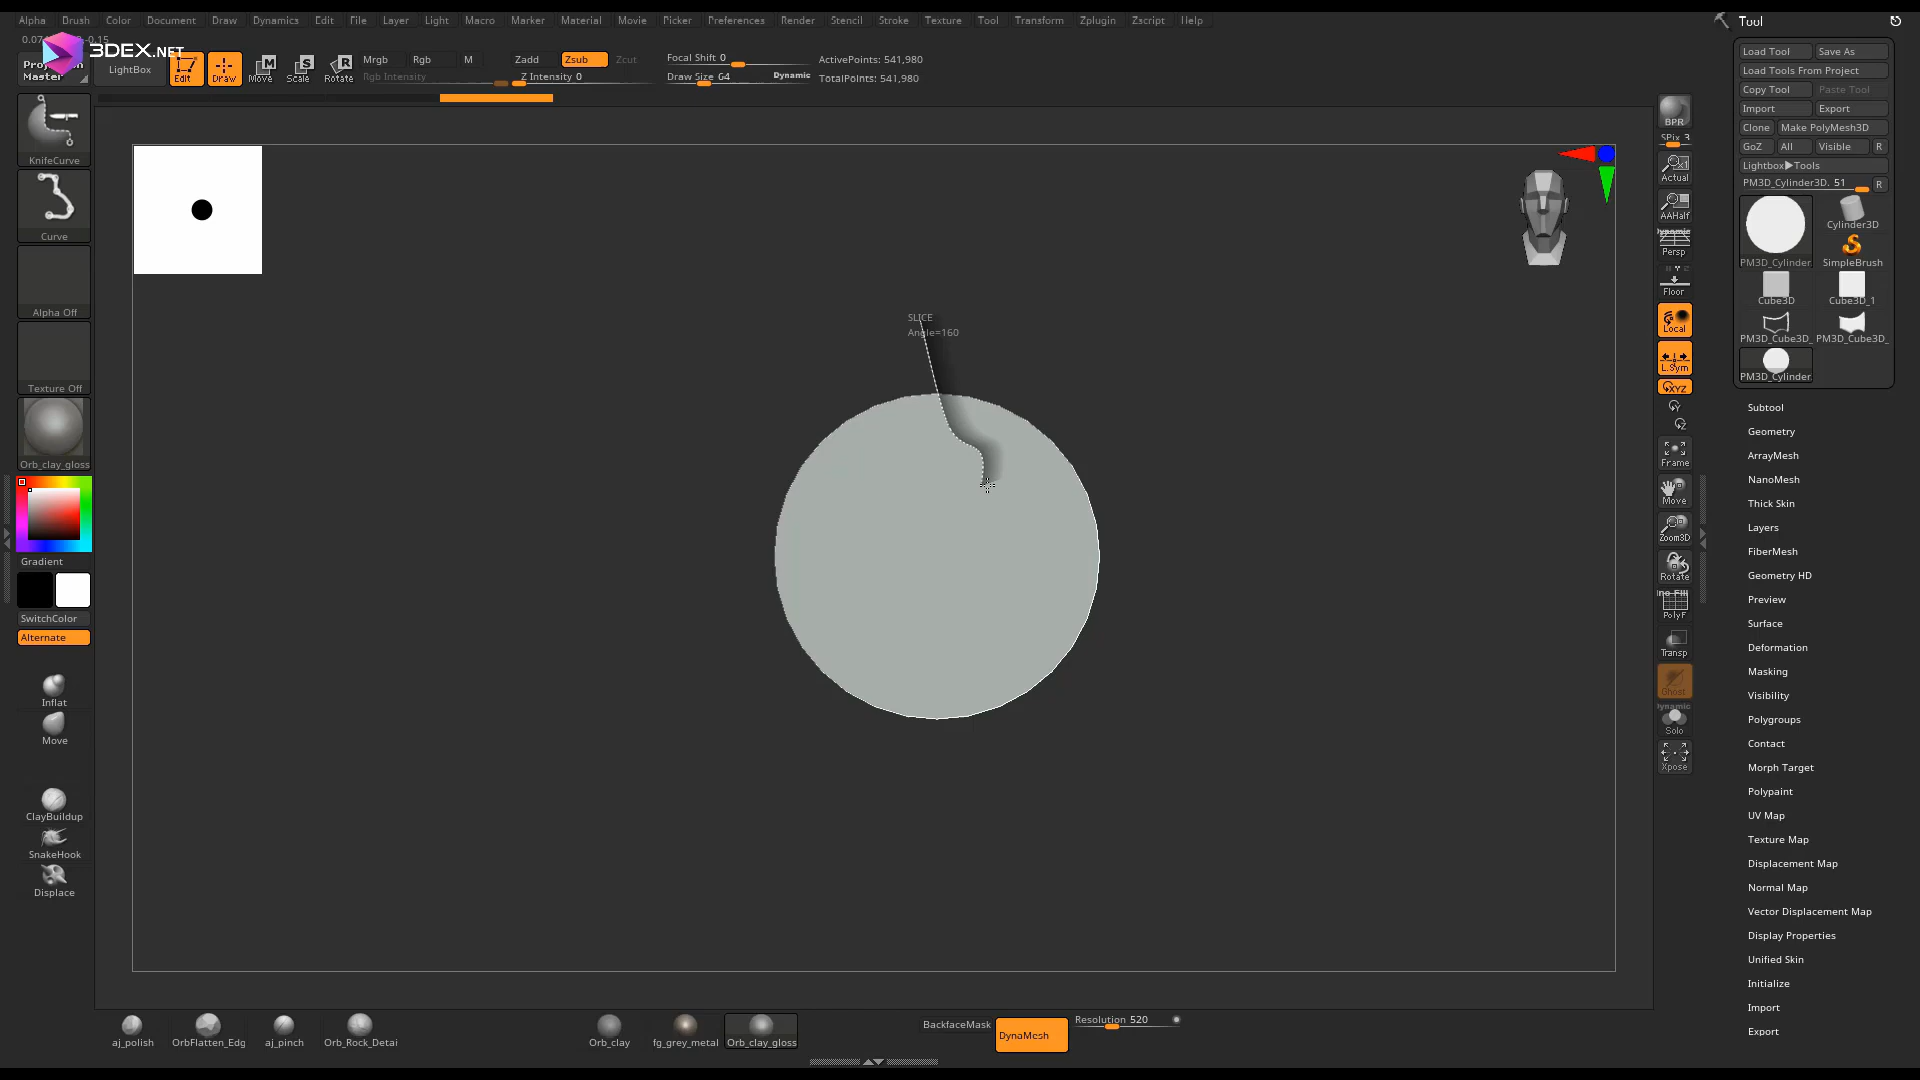 Alpha Brush Color Document Draw Dynamics Edit File Layer Light Macro Marker Material Movie Picker Preferences Render Stencil Stroke Texture Tool Transform Zplugin Zscript Help
3DEX.NET
Master
LightBox
Edit
Draw
Move
Scale
Rotate
Mrgb Rgb M
Rgb Intensity
Zadd Zsub Zcut
Z Intensity 0
Focal Shift 0
Draw Size 64 Dynamic
ActivePoints: 541,980
TotalPoints: 541,980
KnifeCurve
Curve
Alpha Off
Texture Off
Orb_clay_gloss
Gradient
SwitchColor
Alternate
Inflat
Move
ClayBuildup
SnakeHook
Displace
SLICE
Angle=160
BPR
SPix 3
Actual
AAHalf
Dynamic
Persp
Floor
Local
L.Sym
XYZ
Frame
Move
Zoom3D
Rotate
PolyF
Transp
Ghost
Dynamic
Solo
Xpose
Tool
Load Tool Save As
Load Tools From Project
Copy Tool Paste Tool
Import Export
Clone Make PolyMesh3D
GoZ All Visible R
Lightbox▶Tools
PM3D_Cylinder3D. 51 R
Cylinder3D
PM3D_Cylinder. SimpleBrush
Cube3D Cube3D_1
PM3D_Cube3D_ PM3D_Cube3D_
PM3D_Cylinder.
Subtool
Geometry
ArrayMesh
NanoMesh
Thick Skin
Layers
FiberMesh
Geometry HD
Preview
Surface
Deformation
Masking
Visibility
Polygroups
Contact
Morph Target
Polypaint
UV Map
Texture Map
Displacement Map
Normal Map
Vector Displacement Map
Display Properties
Unified Skin
Initialize
Import
Export
aj_polish OrbFlatten_Edg aj_pinch Orb_Rock_Detai Orb_clay fg_grey_metal Orb_clay_gloss
BackfaceMask DynaMesh Resolution 520